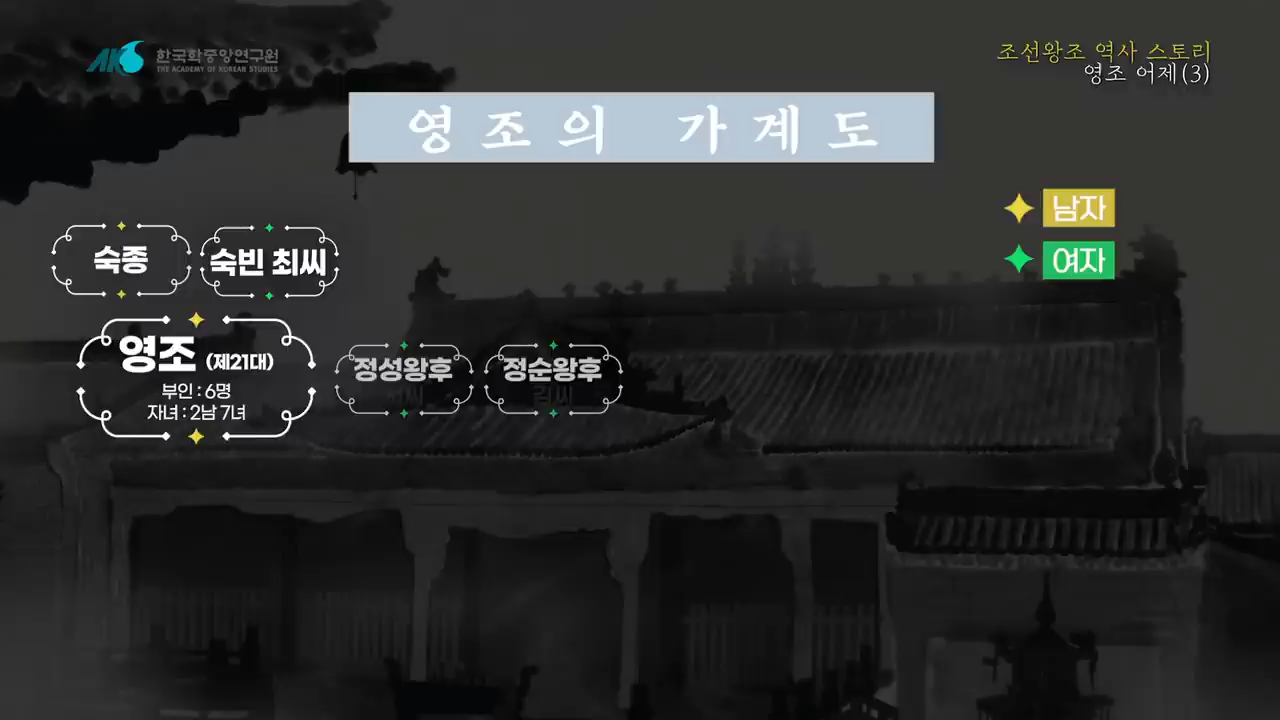 한국학중앙연구원
THE ACADEMY OF KOREAN STUDIES
조선왕조 역사 스토리
영조 어제(3)
영조의 가계도
남자
여자
숙종
숙빈 최씨
영조 (제21대)
부인 : 6명
자녀 : 2남 7녀
정성왕후
정순왕후